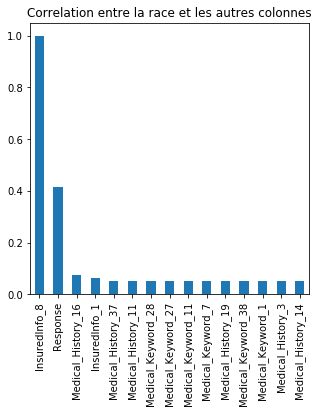 Correlation entre la race et les autres colonnes
1.0
0.8
0.6
0.4
0.2
0.0
InsuredInfo_8
Response
Medical_History_16
InsuredInfo_1
Medical_History_37
Medical_History_11
Medical_Keyword_28
Medical_Keyword_27
Medical_Keyword_11
Medical_Keyword_7
Medical_History_19
Medical_Keyword_38
Medical_Keyword_1
Medical_History_3
Medical_History_14